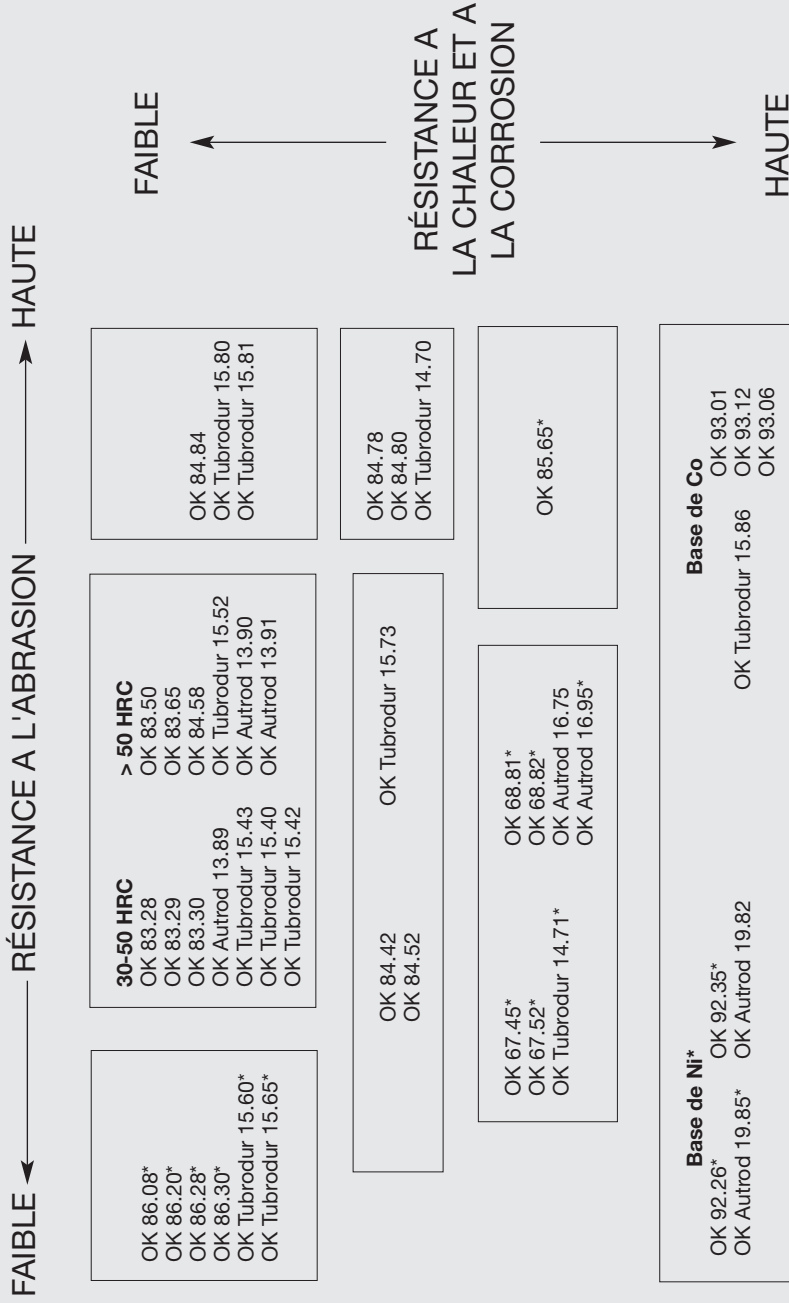 FAIBLE RÉSISTANCE A L'ABRASION HAUTE
OK 86.08*
OK 86.20*
OK 86.28*
OK 86.30*
OK Tubrodur 15.60*
OK Tubrodur 15.65*
30-50 HRC
OK 83.28
OK 83.29
OK 83.30
OK Autrod 13.89
OK Tubrodur 15.43
OK Tubrodur 15.40
OK Tubrodur 15.42
> 50 HRC
OK 83.50
OK 83.65
OK 84.58
OK Tubrodur 15.52
OK Autrod 13.90
OK Autrod 13.91
OK 84.84
OK Tubrodur 15.80
OK Tubrodur 15.81
FAIBLE
OK 84.42
OK 84.52
OK Tubrodur 15.73
OK 84.78
OK 84.80
OK Tubrodur 14.70
RÉSISTANCE A
LA CHALEUR ET A
LA CORROSION
OK 67.45*
OK 67.52*
OK Tubrodur 14.71*
OK 68.81*
OK 68.82*
OK Autrod 16.75
OK Autrod 16.95*
OK 85.65*
Base de Ni*
OK 92.26*
OK Autrod 19.85*
OK 92.35*
OK Autrod 19.82
Base de Co
OK Tubrodur 15.86
OK 93.01
OK 93.12
OK 93.06
HAUTE